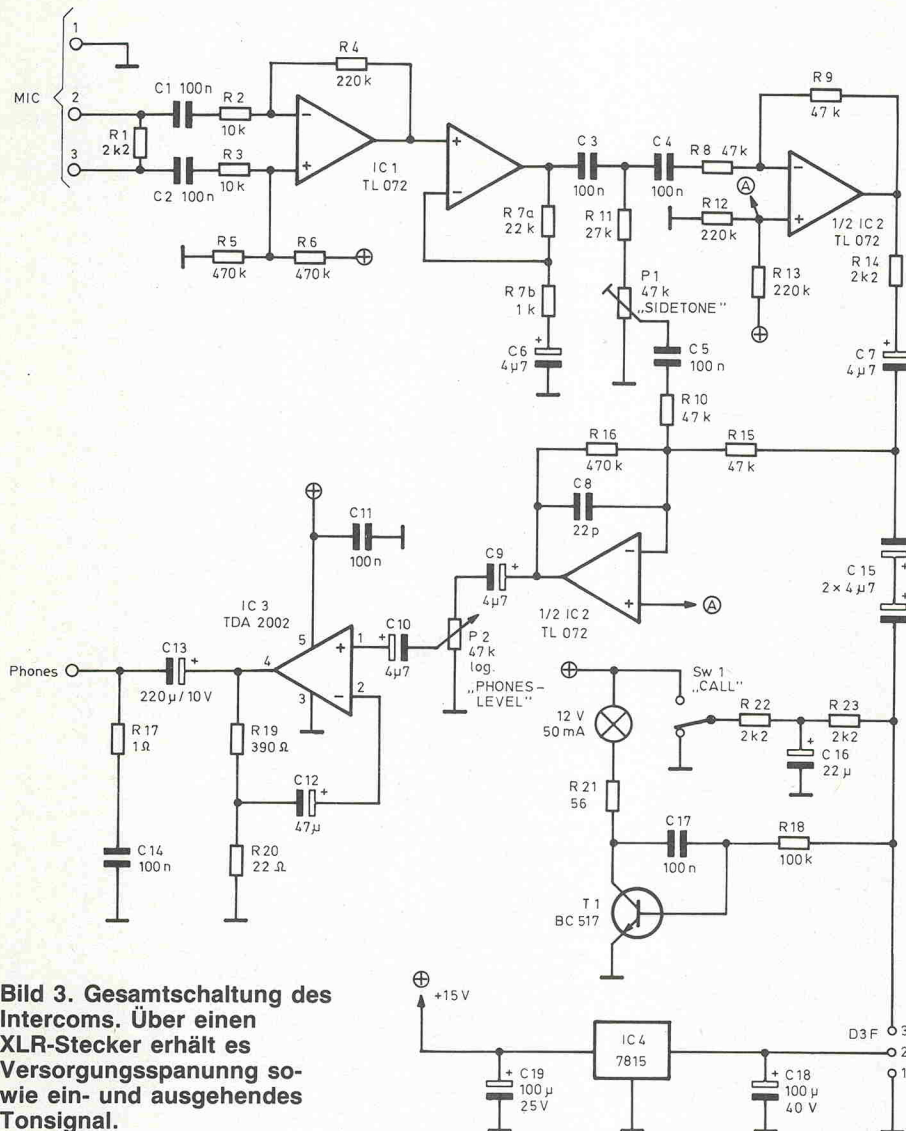 1
MIC
2
3
R1
2k2
C1 100n
C2 100n
R2
10k
R3
10k
R4
220k
IC1
TL 072
R5
470k
R6
470k
R7a
22k
R7b
1k
C6
4µ7
C3
100n
R11
27k
P1
47k
„SIDETONE"
C4
100n
R8 47k
R9
47k
A
R12
220k
R13
220k
1/2 IC2
TL 072
R14
2k2
C7
4µ7
C5
100n
R10
47k
R16
470k
C8
22p
R15
47k
1/2 IC2
TL 072
A
C15
2×4µ7
C9
4µ7
P2
47k
log.
„PHONES-
LEVEL"
C10
4µ7
C11
100n
IC3
TDA 2002
5
1
4
2
3
Phones
C13
220µ/10V
R17
1Ω
C14
100n
R19
390Ω
C12
47µ
R20
22Ω
12V
50mA
Sw 1
„CALL"
R22
2k2
R23
2k2
C16
22µ
R21
56
C17
100n
R18
100k
T1
BC 517
+15V
IC4
7815
C19
100µ
25V
C18
100µ
40V
D3F
3
2
1
Bild 3. Gesamtschaltung des
Intercoms. Über einen
XLR-Stecker erhält es
Versorgungsspanunng so-
wie ein- und ausgehendes
Tonsignal.